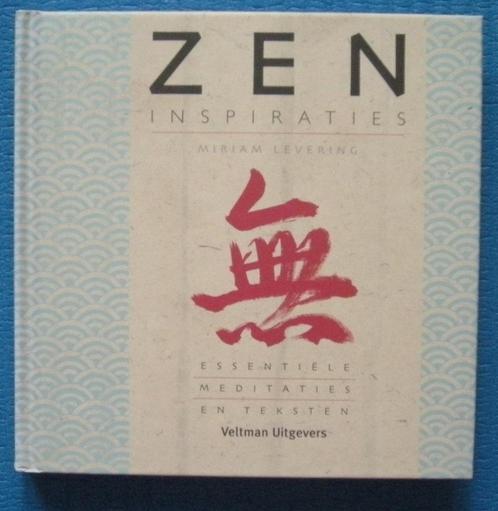 ZEN
INSPIRATIES
MIRIAM LEVERING
無
ESSENTIËLE
MEDITATIES
EN TEKSTEN
Veltman Uitgevers